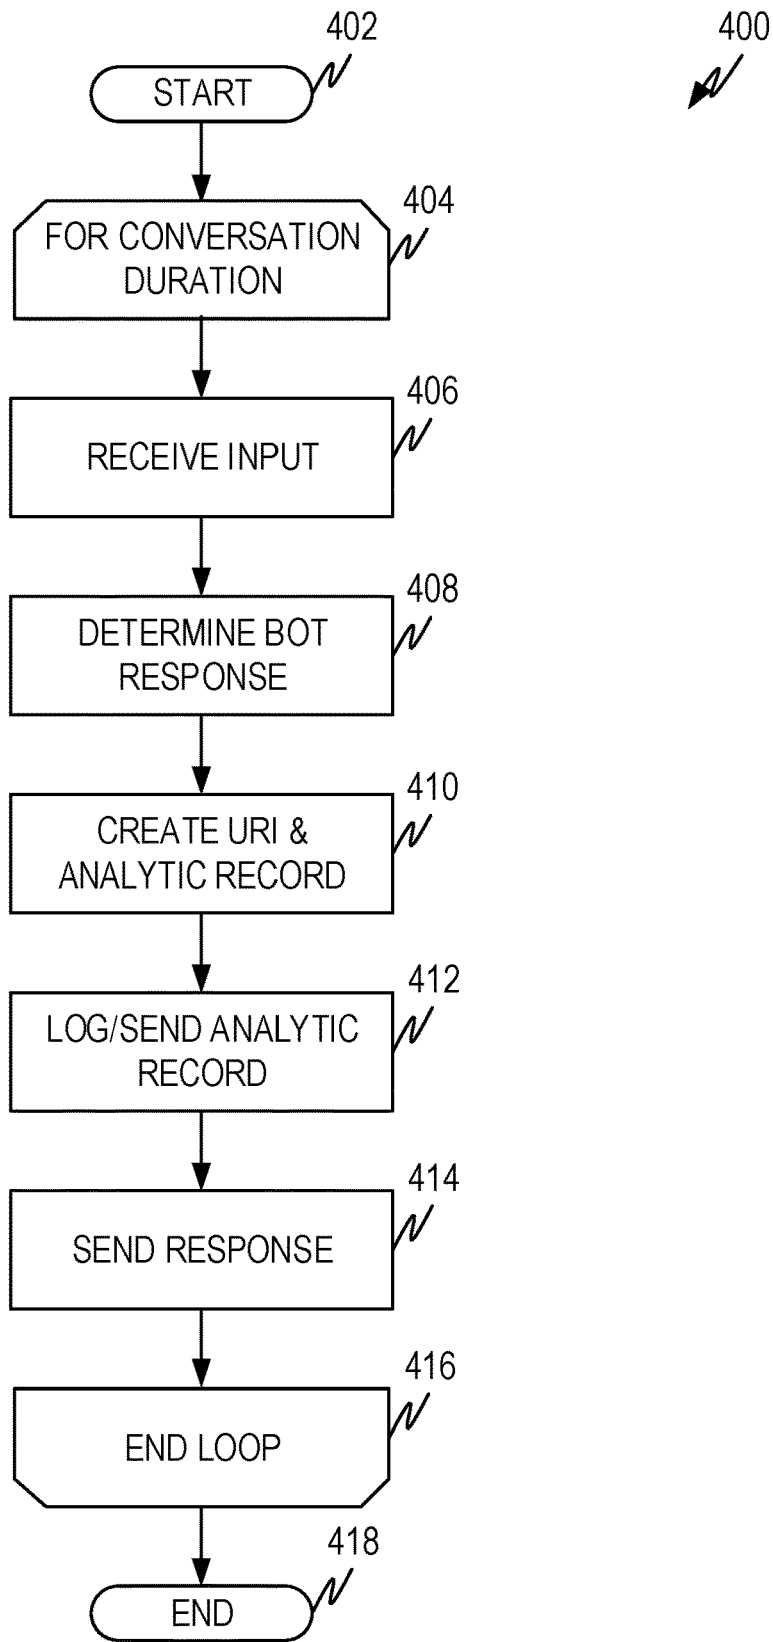 402
400
START
404
FOR CONVERSATION
DURATION
406
RECEIVE INPUT
408
DETERMINE BOT
RESPONSE
410
CREATE URI &
ANALYTIC RECORD
412
LOG/SEND ANALYTIC
RECORD
414
SEND RESPONSE
416
END LOOP
418
END